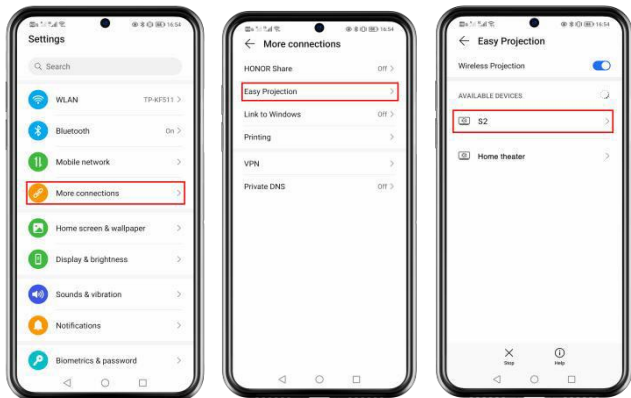 16:54
Settings
Search
WLAN TP-KF511 >
Bluetooth On >
Mobile network >
More connections >
Home screen & wallpaper >
Display & brightness >
Sounds & vibration >
Notifications >
Biometrics & password >
16:54
← More connections
HONOR Share Off >
Easy Projection >
Link to Windows Off >
Printing >
VPN >
Private DNS Off >
16:54
← Easy Projection
Wireless Projection
AVAILABLE DEVICES
S2 >
Home theater >
Stop Help